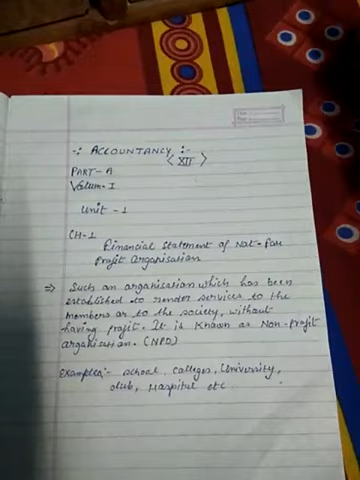 -: ACCOUNTANCY :-
< XII >
PART-A
Volum-I
Unit -1
CH-1
Financial Statement of Not-For
Profit Organisation
⇒ Such an organisation which has been
established to render services to the
members or to the society, without
having profit. It is Known as Non-profit
organisation. (NPO)
Examples:- school, colleges, University,
club, Hospital etc.